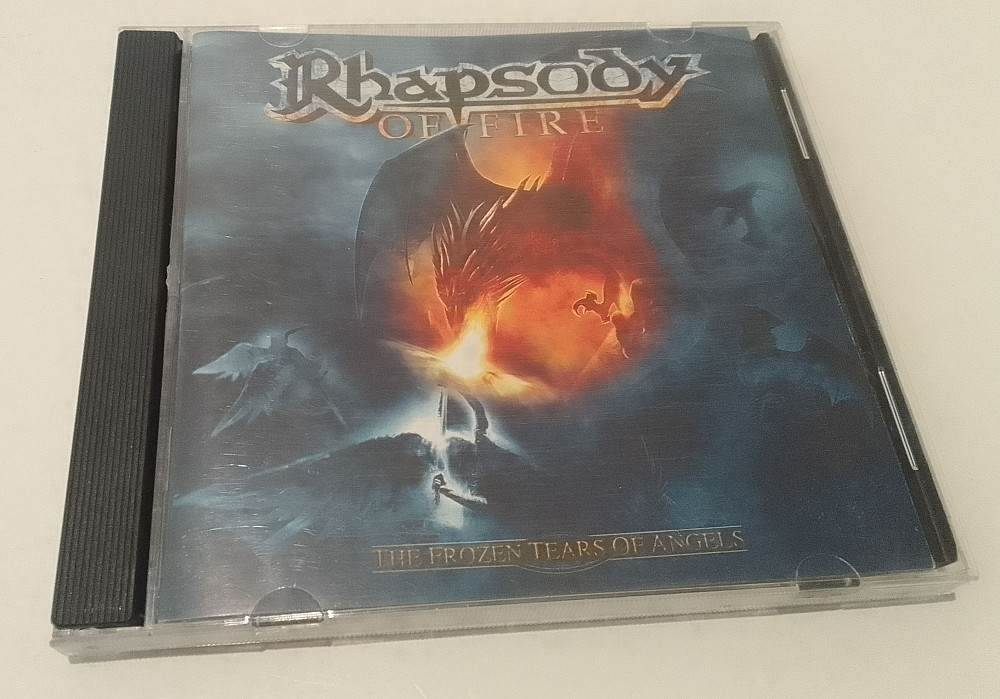 Rhapsody
OF FIRE
THE FROZEN TEARS OF ANGELS